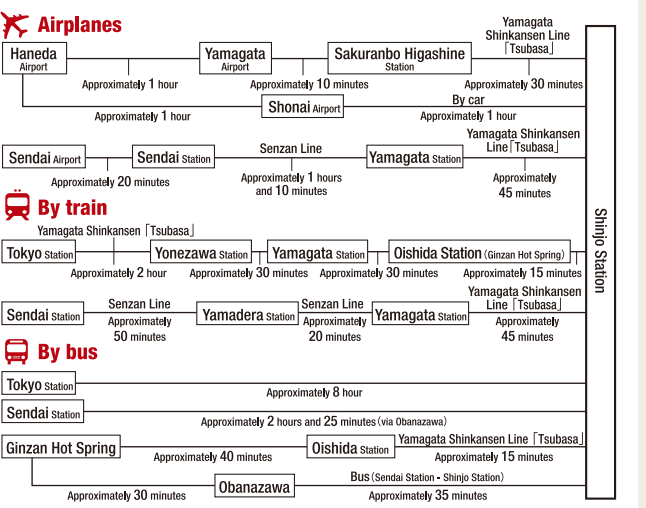 Airplanes
Yamagata
Shinkansen Line
「Tsubasa」
Haneda
Airport
Yamagata
Airport
Sakuranbo Higashine
Station
Approximately 1 hour
Approximately 10 minutes
Approximately 30 minutes
Shonai Airport
By car
Approximately 1 hour
Approximately 1 hour
Sendai Airport
Sendai Station
Senzan Line
Yamagata Station
Yamagata Shinkansen
Line「Tsubasa」
Approximately 20 minutes
Approximately 1 hours
and 10 minutes
Approximately
45 minutes
By train
Yamagata Shinkansen 「Tsubasa」
Tokyo Station
Yonezawa Station
Yamagata Station
Oishida Station (Ginzan Hot Spring)
Approximately 2 hour
Approximately 30 minutes
Approximately 30 minutes
Approximately 15 minutes
Sendai Station
Senzan Line
Approximately
50 minutes
Yamadera Station
Senzan Line
Approximately
20 minutes
Yamagata Station
Yamagata Shinkansen
Line「Tsubasa」
Approximately
45 minutes
By bus
Tokyo Station
Approximately 8 hour
Sendai Station
Approximately 2 hours and 25 minutes (via Obanazawa)
Ginzan Hot Spring
Approximately 40 minutes
Oishida Station
Yamagata Shinkansen Line「Tsubasa」
Approximately 15 minutes
Approximately 30 minutes
Obanazawa
Bus (Sendai Station - Shinjo Station)
Approximately 35 minutes
Shinjo Station